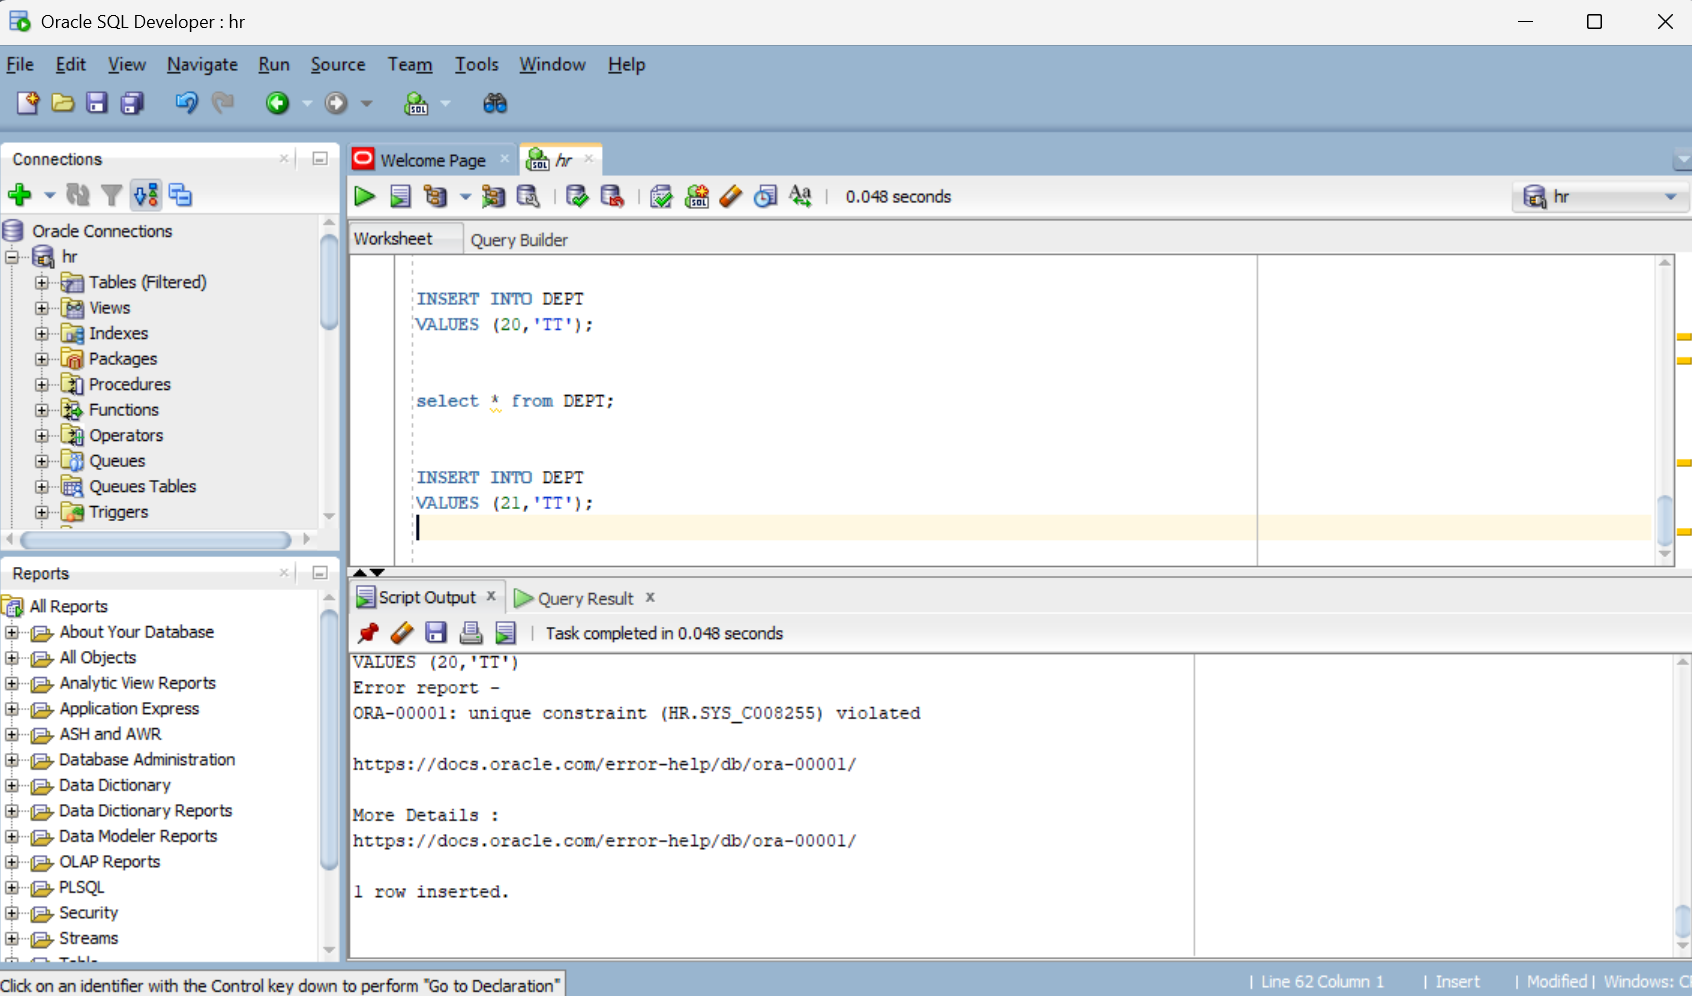 Oracle SQL Developer : hr
File Edit View Navigate Run Source Team Tools Window Help
Connections
Oracle Connections
hr
Tables (Filtered)
Views
Indexes
Packages
Procedures
Functions
Operators
Queues
Queues Tables
Triggers
Reports
All Reports
About Your Database
All Objects
Analytic View Reports
Application Express
ASH and AWR
Database Administration
Data Dictionary
Data Dictionary Reports
Data Modeler Reports
OLAP Reports
PLSQL
Security
Streams
Table
Welcome Page hr
0.048 seconds
hr
Worksheet Query Builder
INSERT INTO DEPT
VALUES (20,'TT');
select * from DEPT;
INSERT INTO DEPT
VALUES (21,'TT');
Script Output Query Result
Task completed in 0.048 seconds
VALUES (20,'TT')
Error report -
ORA-00001: unique constraint (HR.SYS_C008255) violated
https://docs.oracle.com/error-help/db/ora-00001/
More Details :
https://docs.oracle.com/error-help/db/ora-00001/
1 row inserted.
Click on an identifier with the Control key down to perform "Go to Declaration"
Line 62 Column 1 | Insert | Modified | Windows: